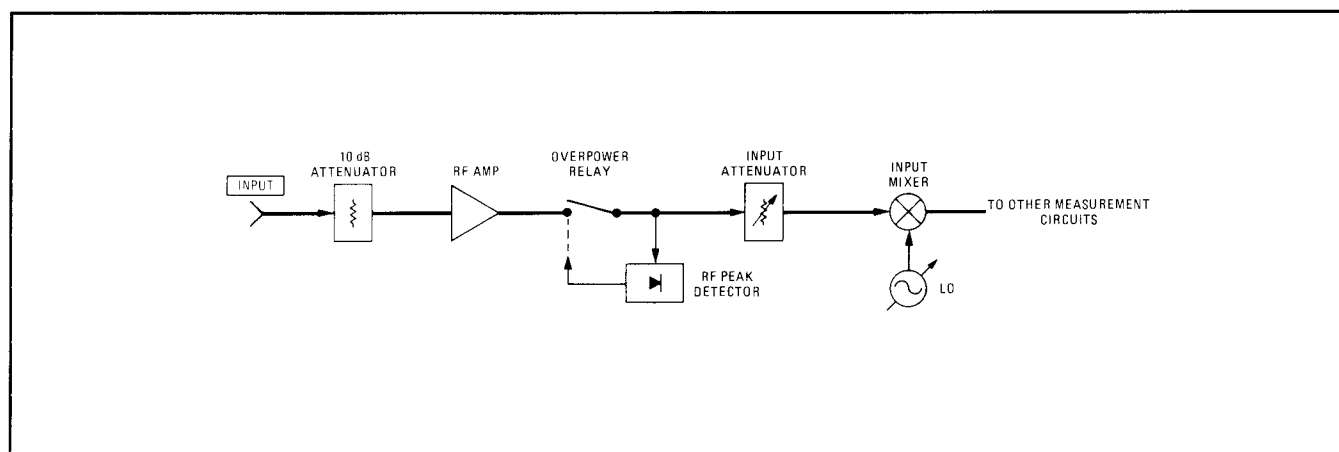 INPUT
10 dB
ATTENUATOR
RF AMP
OVERPOWER
RELAY
RF PEAK
DETECTOR
INPUT
ATTENUATOR
INPUT
MIXER
LO
TO OTHER MEASUREMENT
CIRCUITS